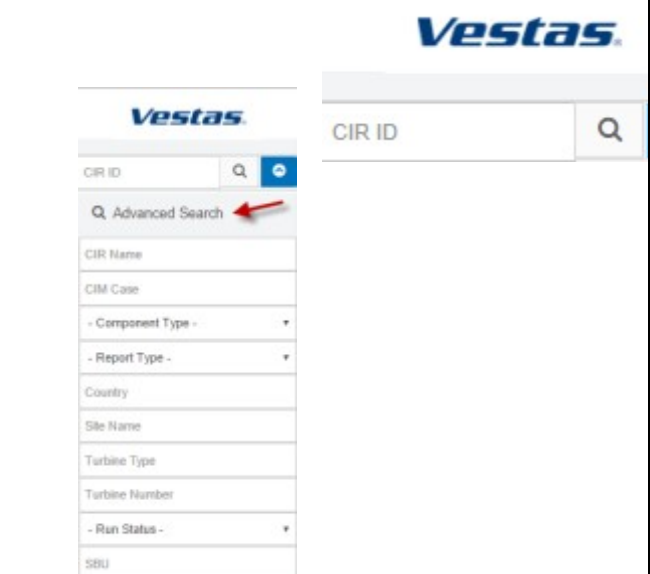 Vestas.
CIR ID
Vestas.
CIR ID
Advanced Search
CIR Name
CIM Case
- Component Type -
- Report Type -
Country
Site Name
Turbine Type
Turbine Number
- Run Status -
SBU